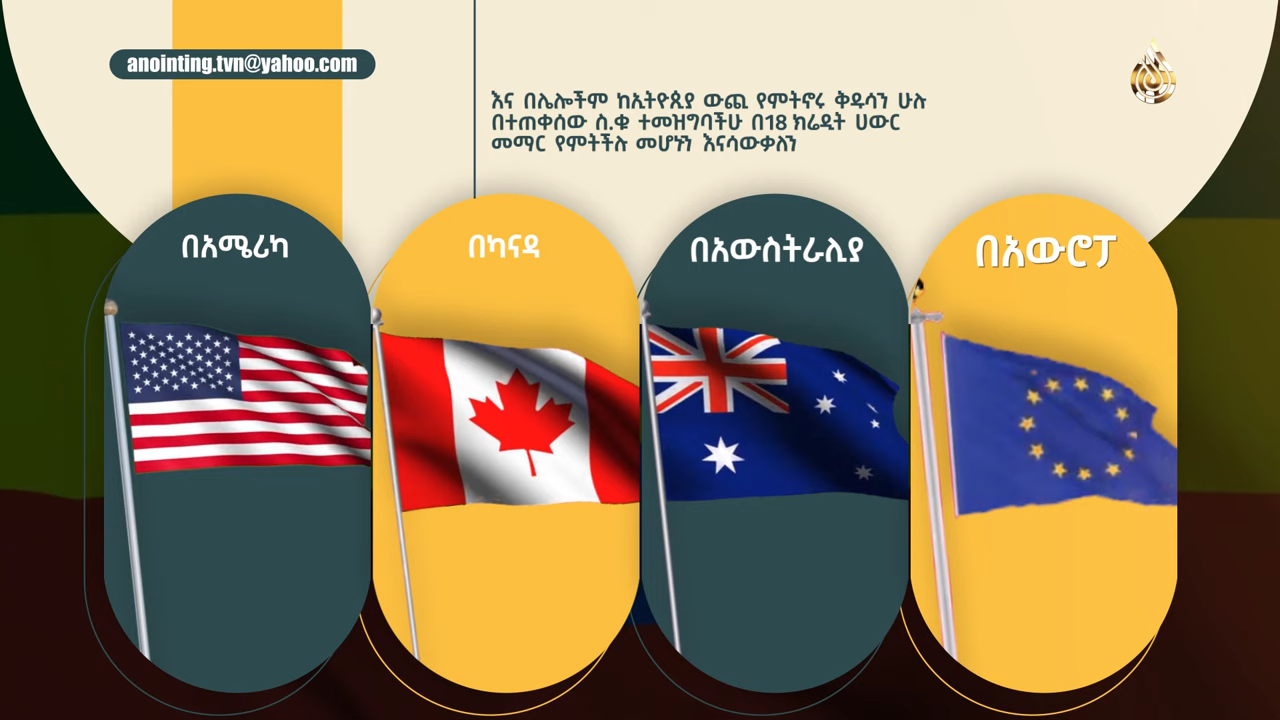 anointing.tvn@yahoo.com
እና በሌሎችም ከኢትዮጲያ ውጪ የምትኖሩ ቅዱሳን ሁሉ
በተጠቀሰው ስ.ቁ ተመዝግባችሁ በ18 ክሬዲት ሀውር
መማር የምትችሉ መሆኑን እናሳውቃለን
በአሜሪካ
በካናዳ
በአውስትራሊያ
በአውሮፓ